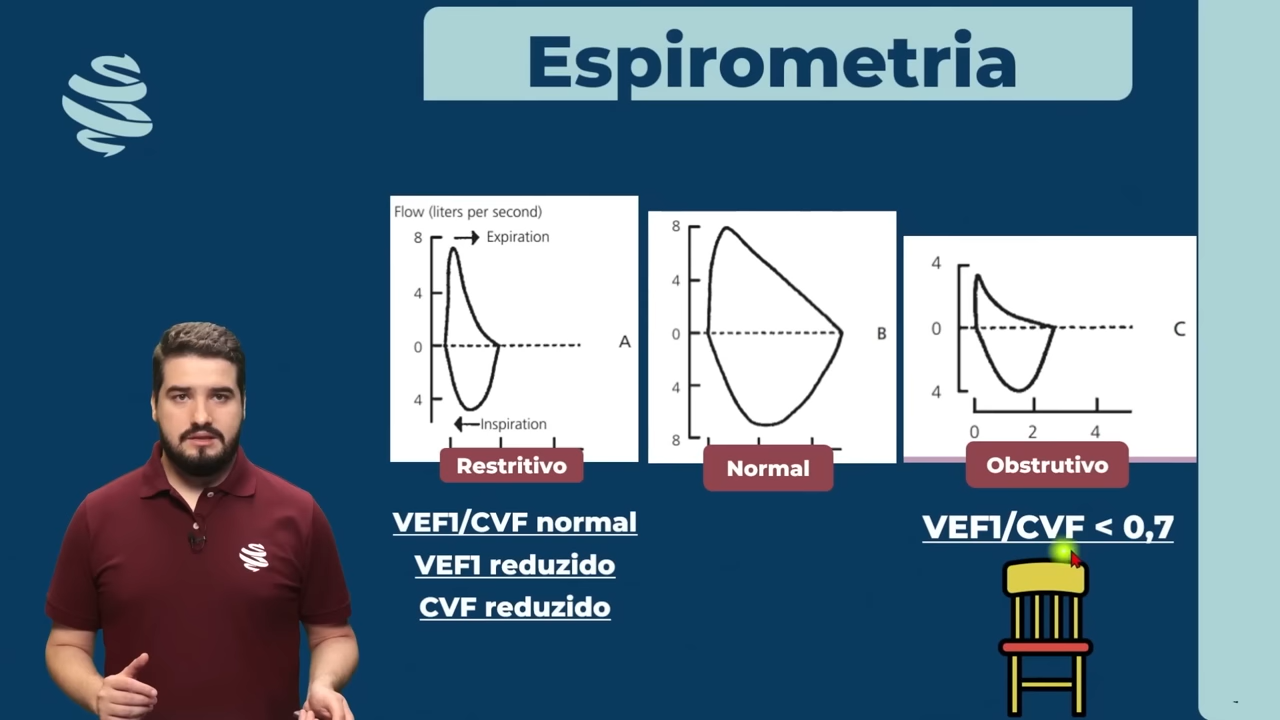 Espirometria
Flow (liters per second)
8
Expiration
4
0
A
4
Inspiration
Restritivo
8
4
0
B
4
8
Normal
4
0
C
4
0 2 4
Obstrutivo
VEF1/CVF normal
VEF1 reduzido
CVF reduzido
VEF1/CVF < 0,7